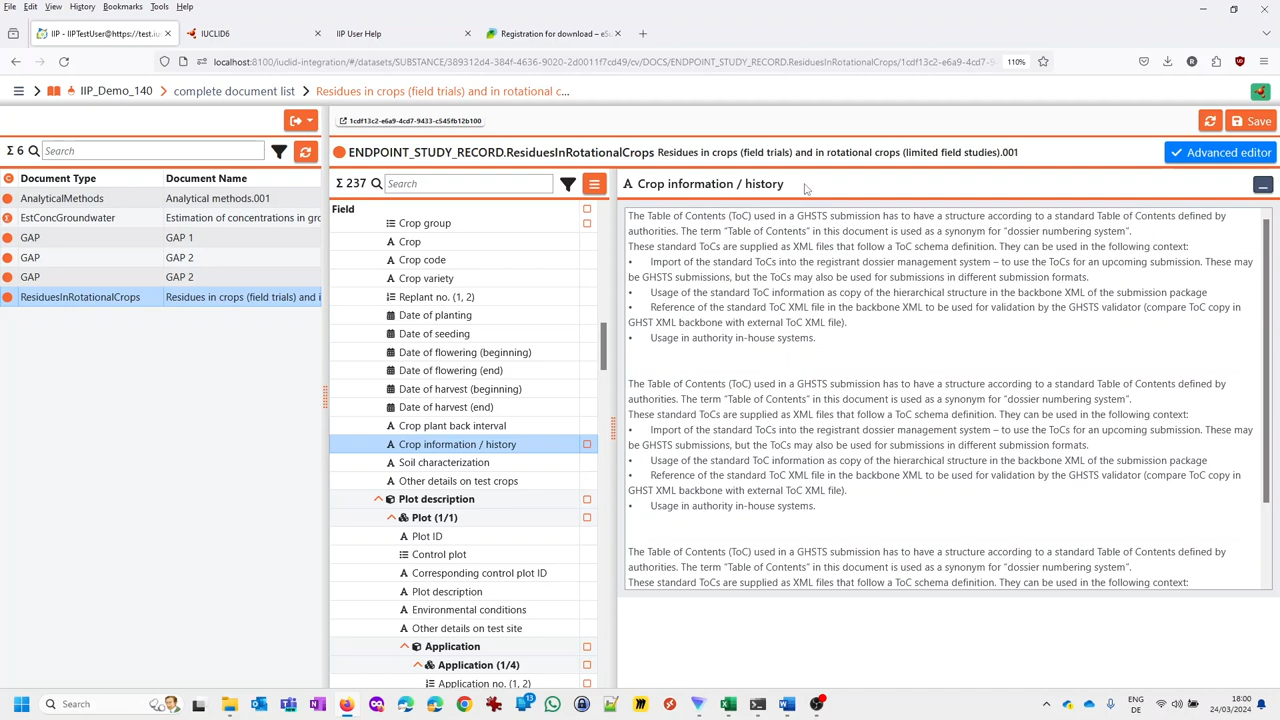 File Edit View History Bookmarks Tools Help
IIP - IIPTestUser@https://test.iu
IUCLID6
IIP User Help
Registration for download – eSu
localhost:8100/iuclid-integration/#/datasets/SUBSTANCE/389312d4-384f-4636-9020-2d0011f7cd49/cv/DOCS/ENDPOINT_STUDY_RECORD.ResiduesInRotationalCrops/1cdf13c2-e6a9-4cd7-9
110%
IIP_Demo_140 complete document list Residues in crops (field trials) and in rotational c...
1cdf13c2-e6a9-4cd7-9433-c545fb12b100
Save
Σ 6 Search
ENDPOINT_STUDY_RECORD.ResiduesInRotationalCrops Residues in crops (field trials) and in rotational crops (limited field studies).001
Advanced editor
Document Type Document Name
AnalyticalMethods Analytical methods.001
EstConcGroundwater Estimation of concentrations in gro
GAP GAP 1
GAP GAP 2
GAP GAP 2
ResiduesInRotationalCrops Residues in crops (field trials) and i
Σ 237 Search
Field
Crop group
Crop
Crop code
Crop variety
Replant no. (1, 2)
Date of planting
Date of seeding
Date of flowering (beginning)
Date of flowering (end)
Date of harvest (beginning)
Date of harvest (end)
Crop plant back interval
Crop information / history
Soil characterization
Other details on test crops
Plot description
Plot (1/1)
Plot ID
Control plot
Corresponding control plot ID
Plot description
Environmental conditions
Other details on test site
Application
Application (1/4)
Application no. (1, 2)
A Crop information / history
The Table of Contents (ToC) used in a GHSTS submission has to have a structure according to a standard Table of Contents defined by
authorities. The term “Table of Contents” in this document is used as a synonym for “dossier numbering system”.
These standard ToCs are supplied as XML files that follow a ToC schema definition. They can be used in the following context:
• Import of the standard ToCs into the registrant dossier management system – to use the ToCs for an upcoming submission. These may
be GHSTS submissions, but the ToCs may also be used for submissions in different submission formats.
• Usage of the standard ToC information as copy of the hierarchical structure in the backbone XML of the submission package
• Reference of the standard ToC XML file in the backbone XML to be used for validation by the GHSTS validator (compare ToC copy in
GHST XML backbone with external ToC XML file).
• Usage in authority in-house systems.
The Table of Contents (ToC) used in a GHSTS submission has to have a structure according to a standard Table of Contents defined by
authorities. The term “Table of Contents” in this document is used as a synonym for “dossier numbering system”.
These standard ToCs are supplied as XML files that follow a ToC schema definition. They can be used in the following context:
• Import of the standard ToCs into the registrant dossier management system – to use the ToCs for an upcoming submission. These may
be GHSTS submissions, but the ToCs may also be used for submissions in different submission formats.
• Usage of the standard ToC information as copy of the hierarchical structure in the backbone XML of the submission package
• Reference of the standard ToC XML file in the backbone XML to be used for validation by the GHSTS validator (compare ToC copy in
GHST XML backbone with external ToC XML file).
• Usage in authority in-house systems.
The Table of Contents (ToC) used in a GHSTS submission has to have a structure according to a standard Table of Contents defined by
authorities. The term “Table of Contents” in this document is used as a synonym for “dossier numbering system”.
These standard ToCs are supplied as XML files that follow a ToC schema definition. They can be used in the following context:
Search
13
ENG
DE
18:00
24/03/2024